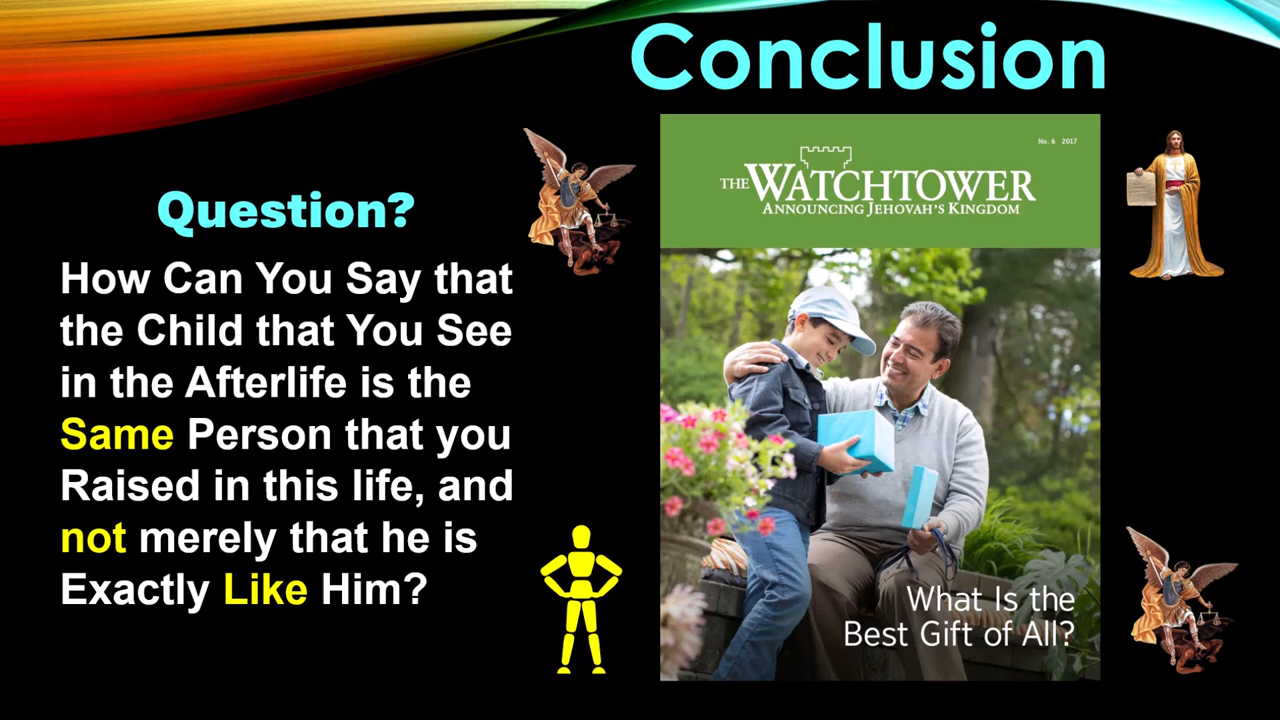 Conclusion
Question?
How Can You Say that
the Child that You See
in the Afterlife is the
Same Person that you
Raised in this life, and
not merely that he is
Exactly Like Him?
No. 6 2017
THE WATCHTOWER
ANNOUNCING JEHOVAH'S KINGDOM
What Is the
Best Gift of All?